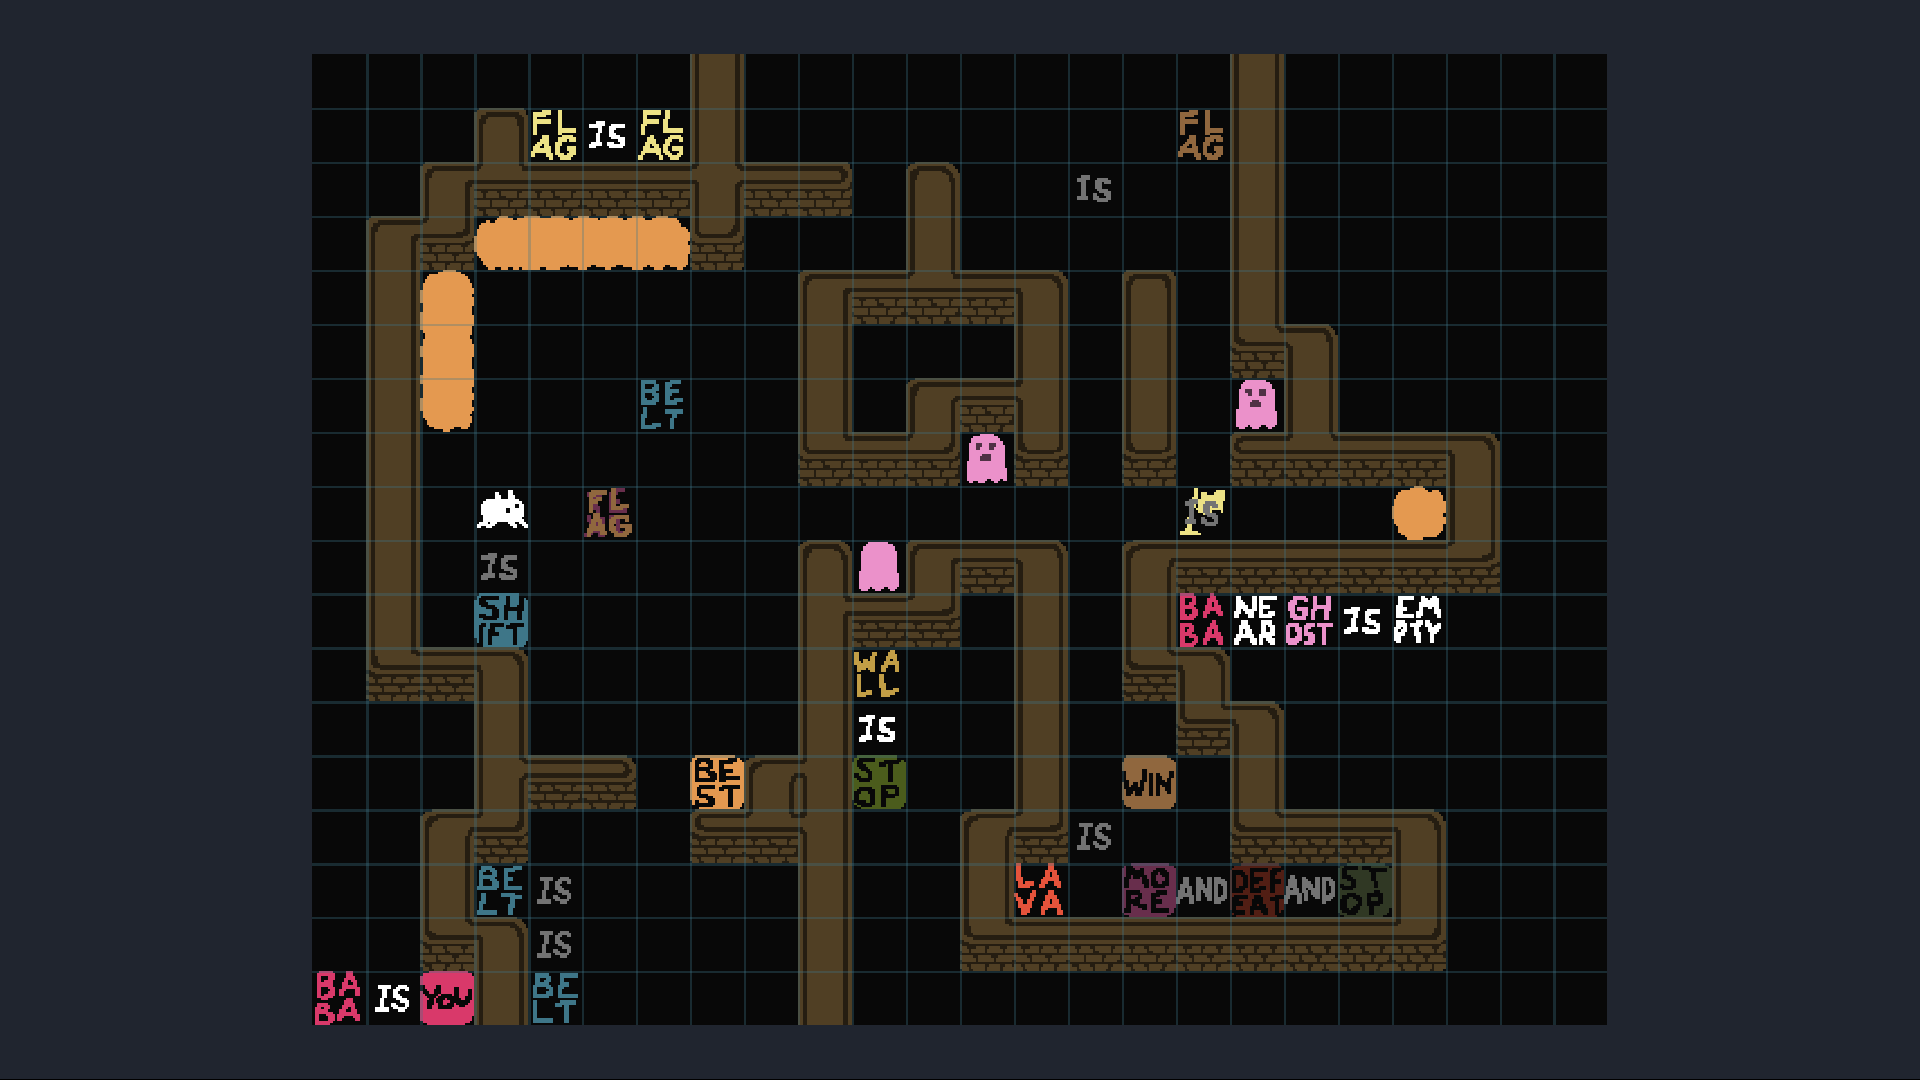 FLAG IS FLAG FLAG
IS
BELT
FLAG IS
IS
SHIFT BABA NEAR GHOST IS EMPTY
WALL
IS
BEST STOP WIN
IS
BELT IS LAVA MORE AND DEFEAT AND STOP
IS
BABA IS YOU BELT